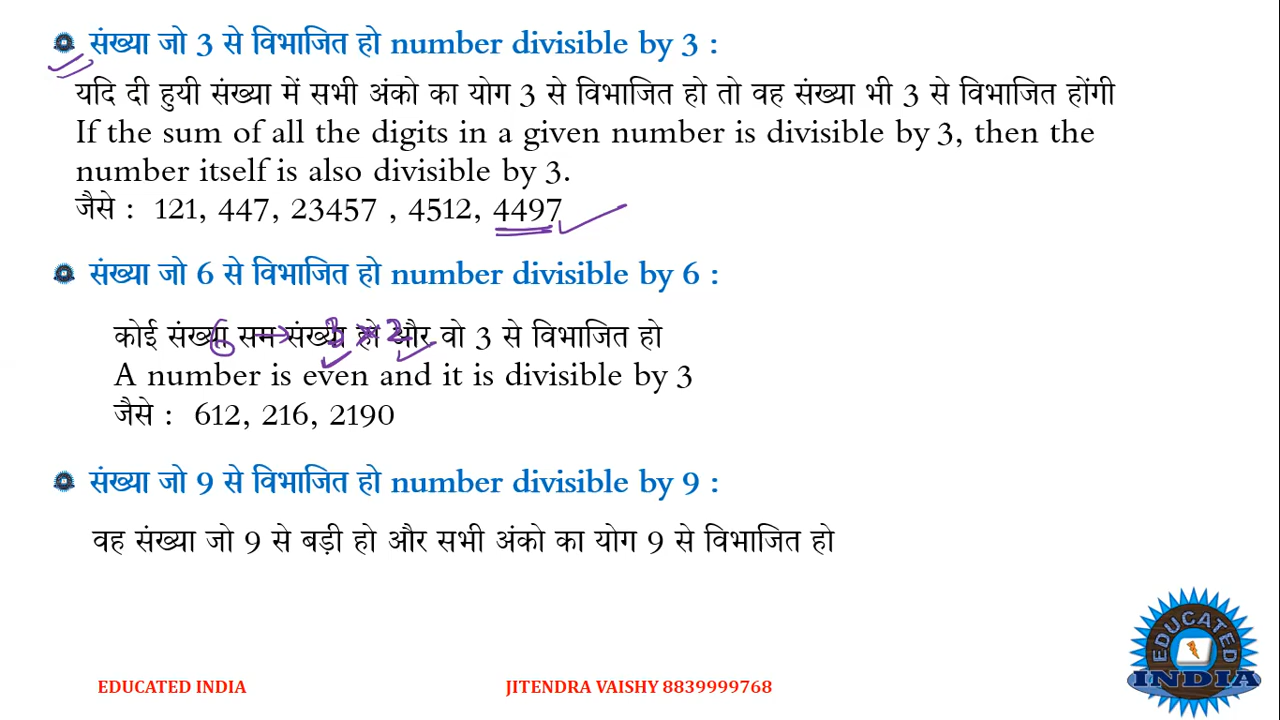 संख्या जो 3 से विभाजित हो number divisible by 3 :
यदि दी हुयी संख्या में सभी अंको का योग 3 से विभाजित हो तो वह संख्या भी 3 से विभाजित होंगी
If the sum of all the digits in a given number is divisible by 3, then the
number itself is also divisible by 3.
जैसे : 121, 447, 23457 , 4512, 4497
संख्या जो 6 से विभाजित हो number divisible by 6 :
6 → 3 × 2
कोई संख्या सम संख्या हो और वो 3 से विभाजित हो
A number is even and it is divisible by 3
जैसे : 612, 216, 2190
संख्या जो 9 से विभाजित हो number divisible by 9 :
वह संख्या जो 9 से बड़ी हो और सभी अंको का योग 9 से विभाजित हो
EDUCATED
INDIA
EDUCATED INDIA JITENDRA VAISHY 8839999768